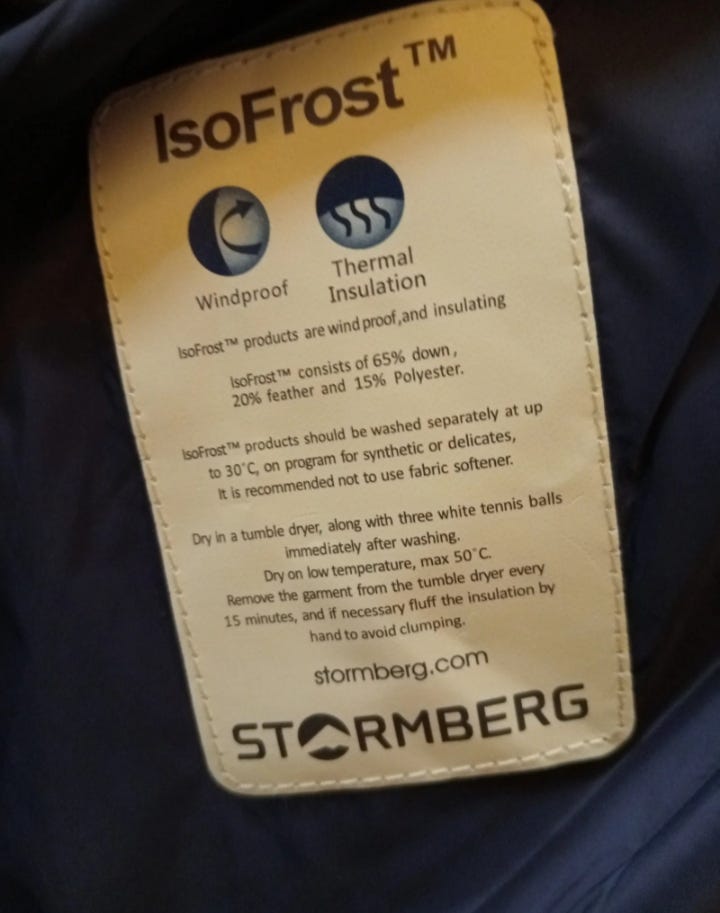 IsoFrost™
Windproof
Thermal
Insulation
IsoFrost™ products are windproof,and insulating
IsoFrost™ consists of 65% down,
20% feather and 15% Polyester.
IsoFrost™ products should be washed separately at up
to 30°C, on program for synthetic or delicates,
It is recommended not to use fabric softener.
Dry in a tumble dryer, along with three white tennis balls
immediately after washing.
Dry on low temperature, max 50°C.
Remove the garment from the tumble dryer every
15 minutes, and if necessary fluff the insulation by
hand to avoid clumping.
stormberg.com
STORMBERG